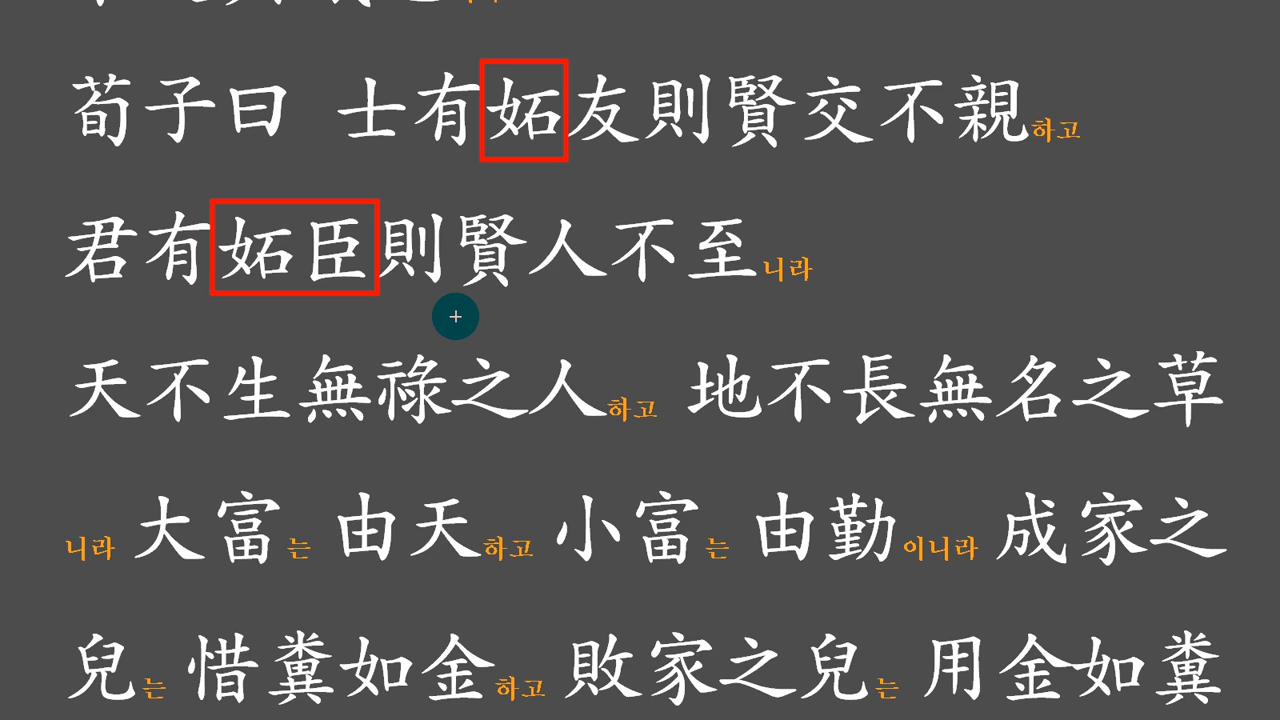 荀子曰 士有妬友則賢交不親하고
君有妬臣則賢人不至니라
天不生無祿之人하고 地不長無名之草
니라 大富는 由天하고 小富는 由勤이니라 成家之
兒는 惜糞如金하고 敗家之兒는 用金如糞